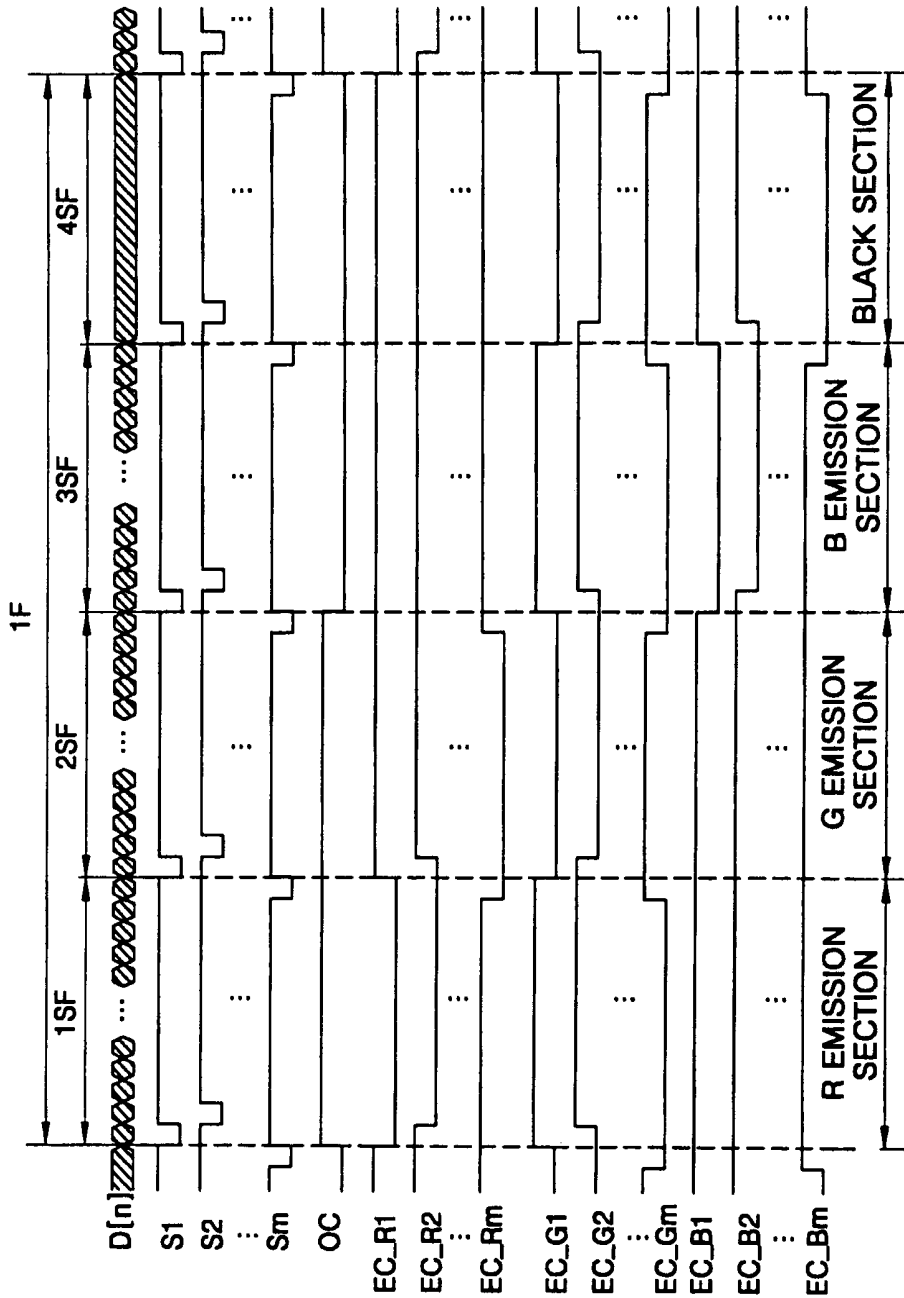 1F
1SF 2SF 3SF 4SF
D[n] ... ... ...
S1
S2 ... ... ... ... ...
...
Sm
OC
EC_R1
EC_R2 ... ... ... ... ...
...
EC_Rm
EC_G1
EC_G2 ... ... ... ... ...
...
EC_Gm
EC_B1
EC_B2 ... ... ... ...
...
EC_Bm
R EMISSION
SECTION
G EMISSION
SECTION
B EMISSION
SECTION
BLACK SECTION